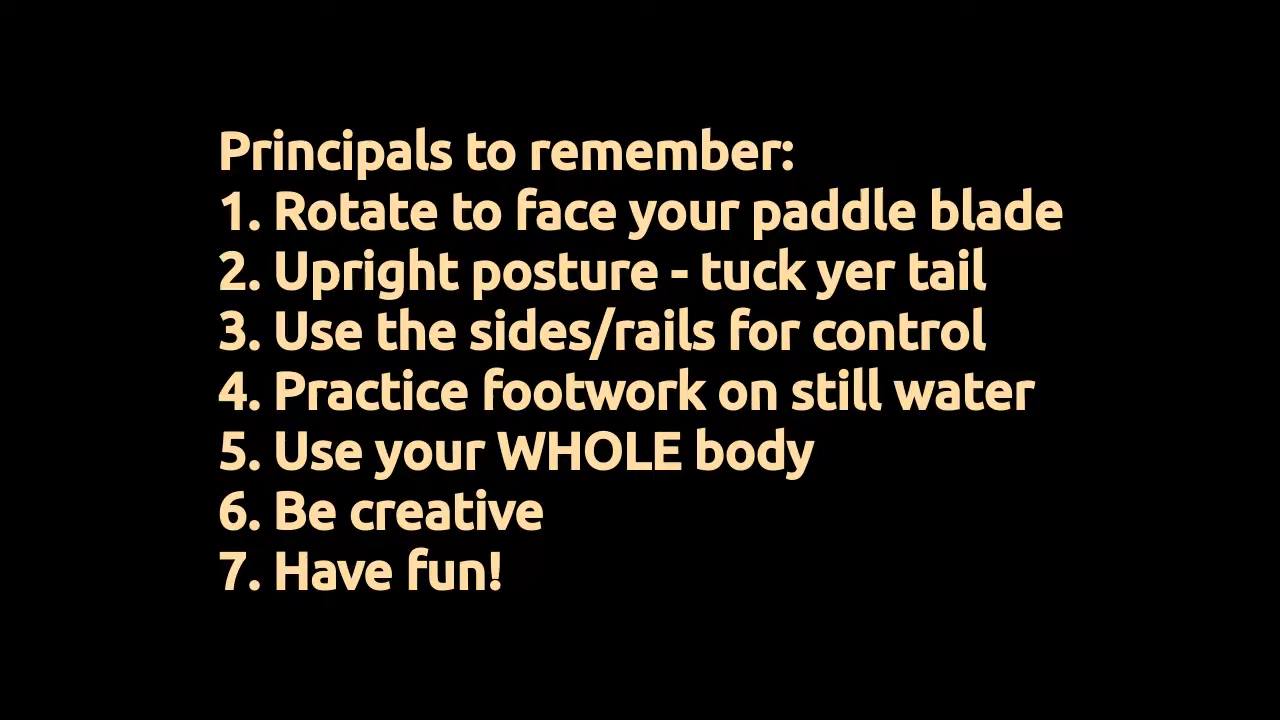 Principals to remember:
1. Rotate to face your paddle blade
2. Upright posture - tuck yer tail
3. Use the sides/rails for control
4. Practice footwork on still water
5. Use your WHOLE body
6. Be creative
7. Have fun!